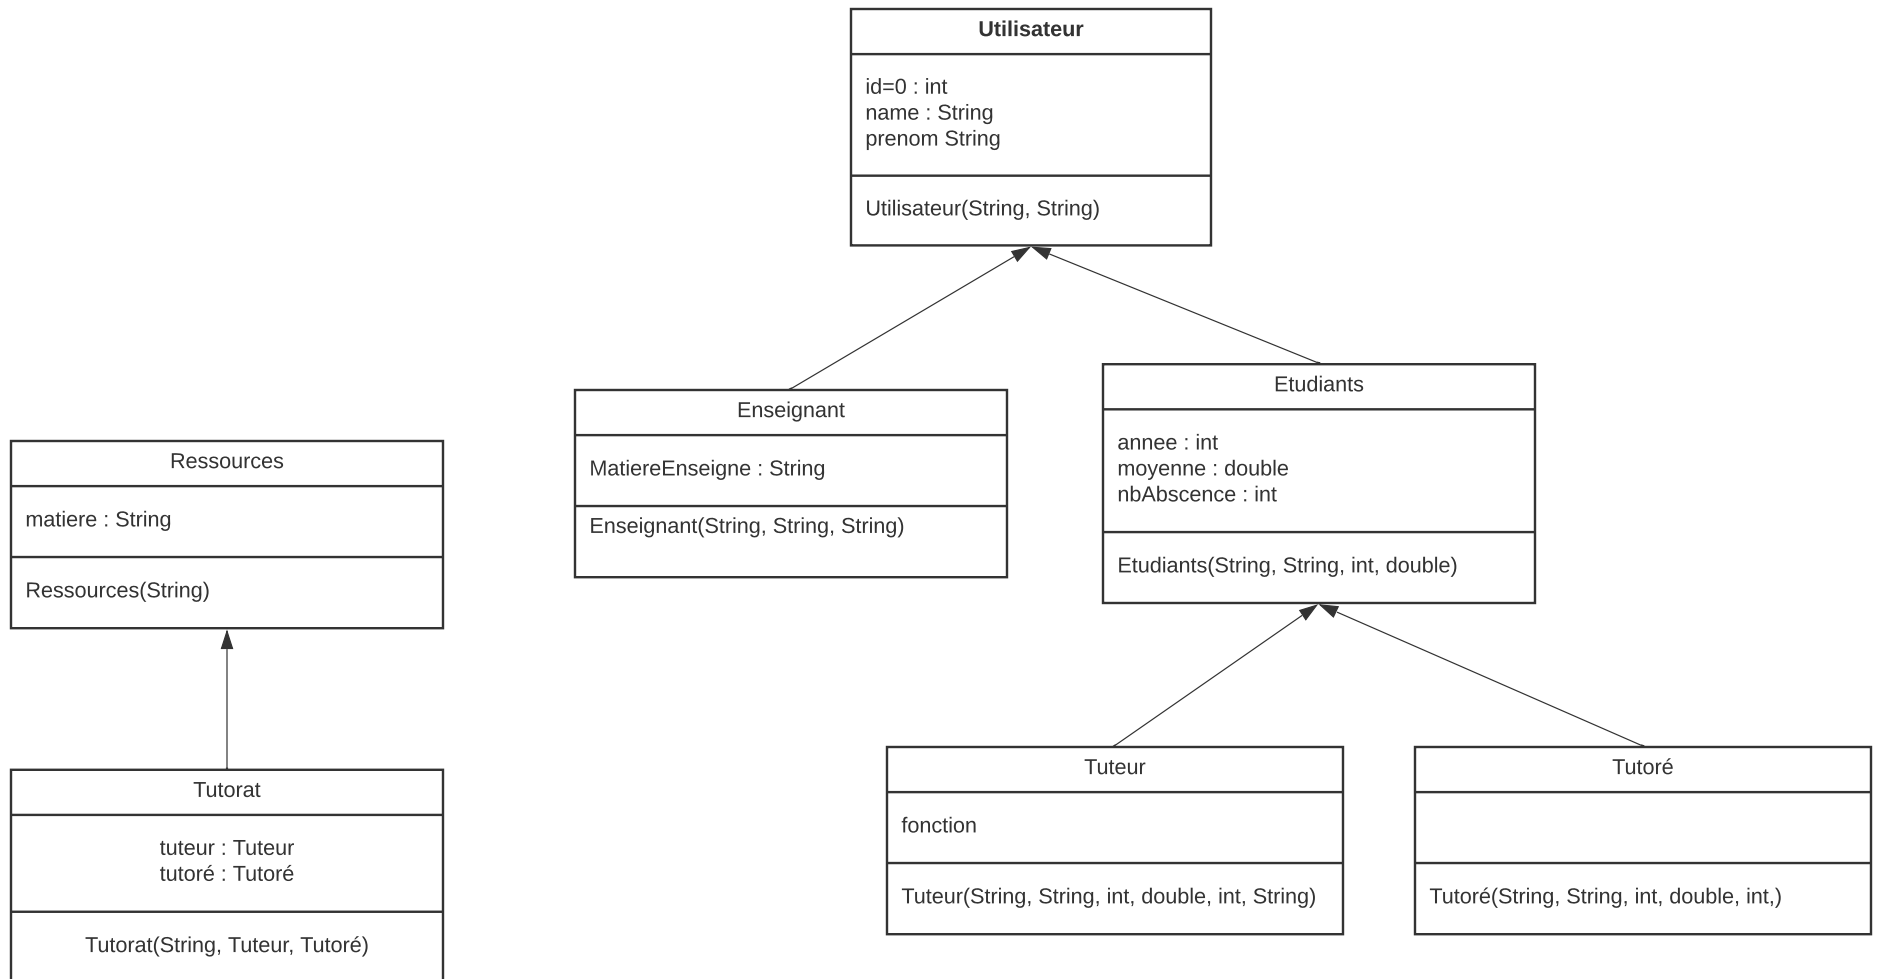 Utilisateur
id=0 : int
name : String
prenom String
Utilisateur(String, String)
Enseignant
MatiereEnseigne : String
Enseignant(String, String, String)
Etudiants
annee : int
moyenne : double
nbAbscence : int
Etudiants(String, String, int, double)
Ressources
matiere : String
Ressources(String)
Tutorat
tuteur : Tuteur
tutoré : Tutoré
Tutorat(String, Tuteur, Tutoré)
Tuteur
fonction
Tuteur(String, String, int, double, int, String)
Tutoré
Tutoré(String, String, int, double, int,)